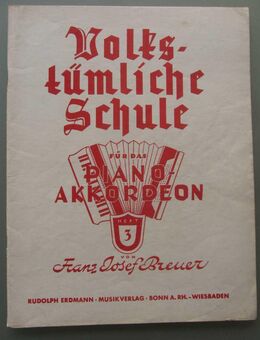 Volks-
tümliche
Schule
FÜR DAS
PIANO-
AKKORDEON
HEFT
3
VON
Franz Josef Breuer
RUDOLPH ERDMANN · MUSIKVERLAG · BONN A. RH. - WIESBADEN